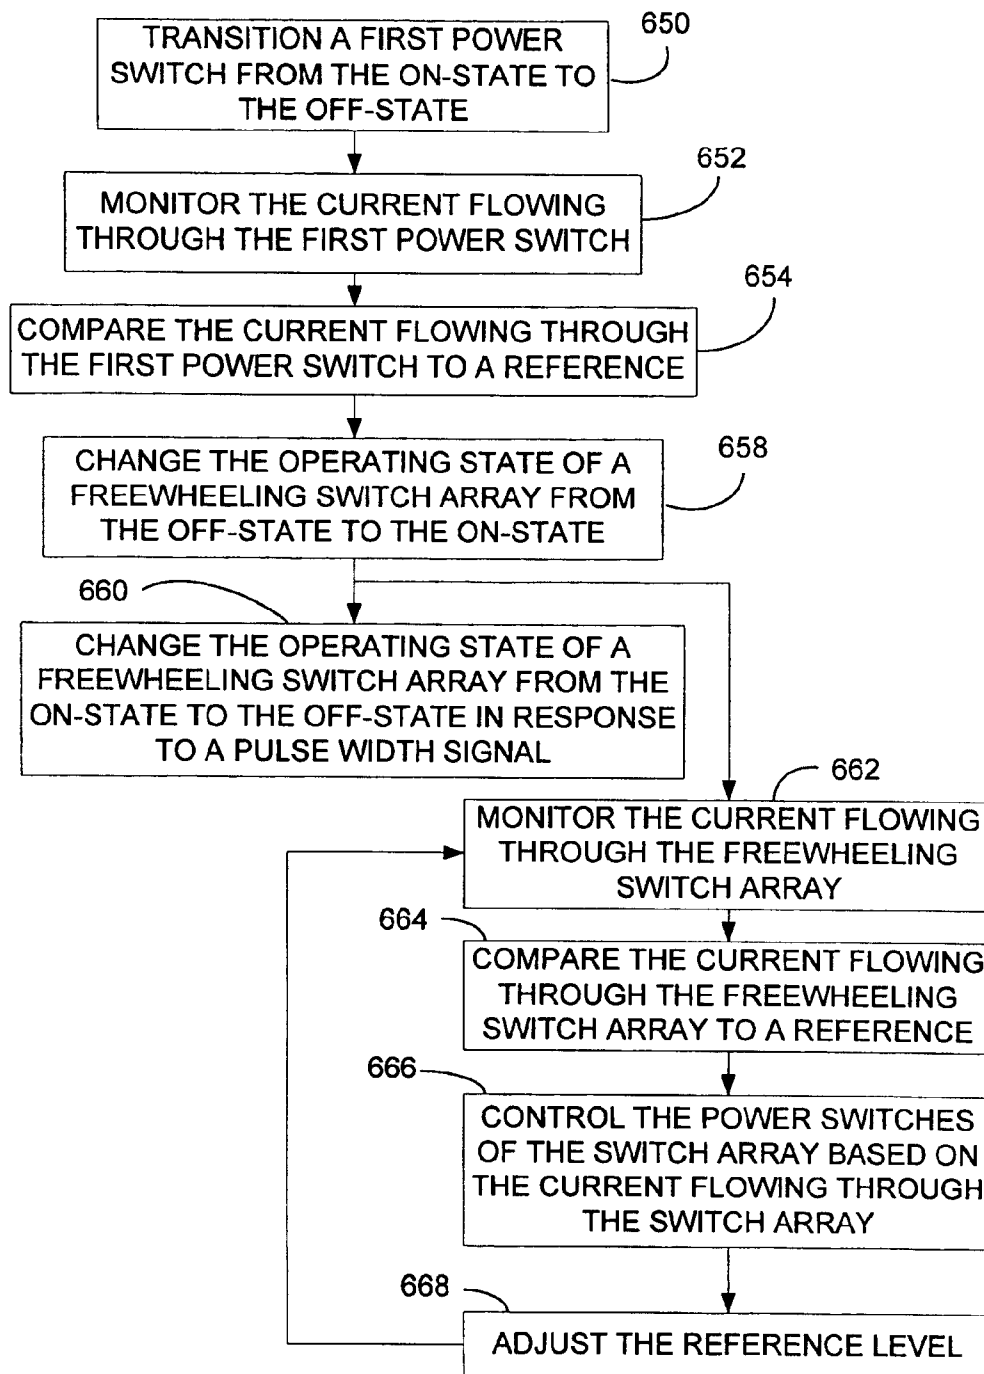 TRANSITION A FIRST POWER
SWITCH FROM THE ON-STATE TO
THE OFF-STATE
650
MONITOR THE CURRENT FLOWING
THROUGH THE FIRST POWER SWITCH
652
COMPARE THE CURRENT FLOWING THROUGH
THE FIRST POWER SWITCH TO A REFERENCE
654
CHANGE THE OPERATING STATE OF A
FREEWHEELING SWITCH ARRAY FROM
THE OFF-STATE TO THE ON-STATE
658
660
CHANGE THE OPERATING STATE OF A
FREEWHEELING SWITCH ARRAY FROM THE
ON-STATE TO THE OFF-STATE IN RESPONSE
TO A PULSE WIDTH SIGNAL
662
MONITOR THE CURRENT FLOWING
THROUGH THE FREEWHEELING
SWITCH ARRAY
664
COMPARE THE CURRENT FLOWING
THROUGH THE FREEWHEELING
SWITCH ARRAY TO A REFERENCE
666
CONTROL THE POWER SWITCHES
OF THE SWITCH ARRAY BASED ON
THE CURRENT FLOWING THROUGH
THE SWITCH ARRAY
668
ADJUST THE REFERENCE LEVEL